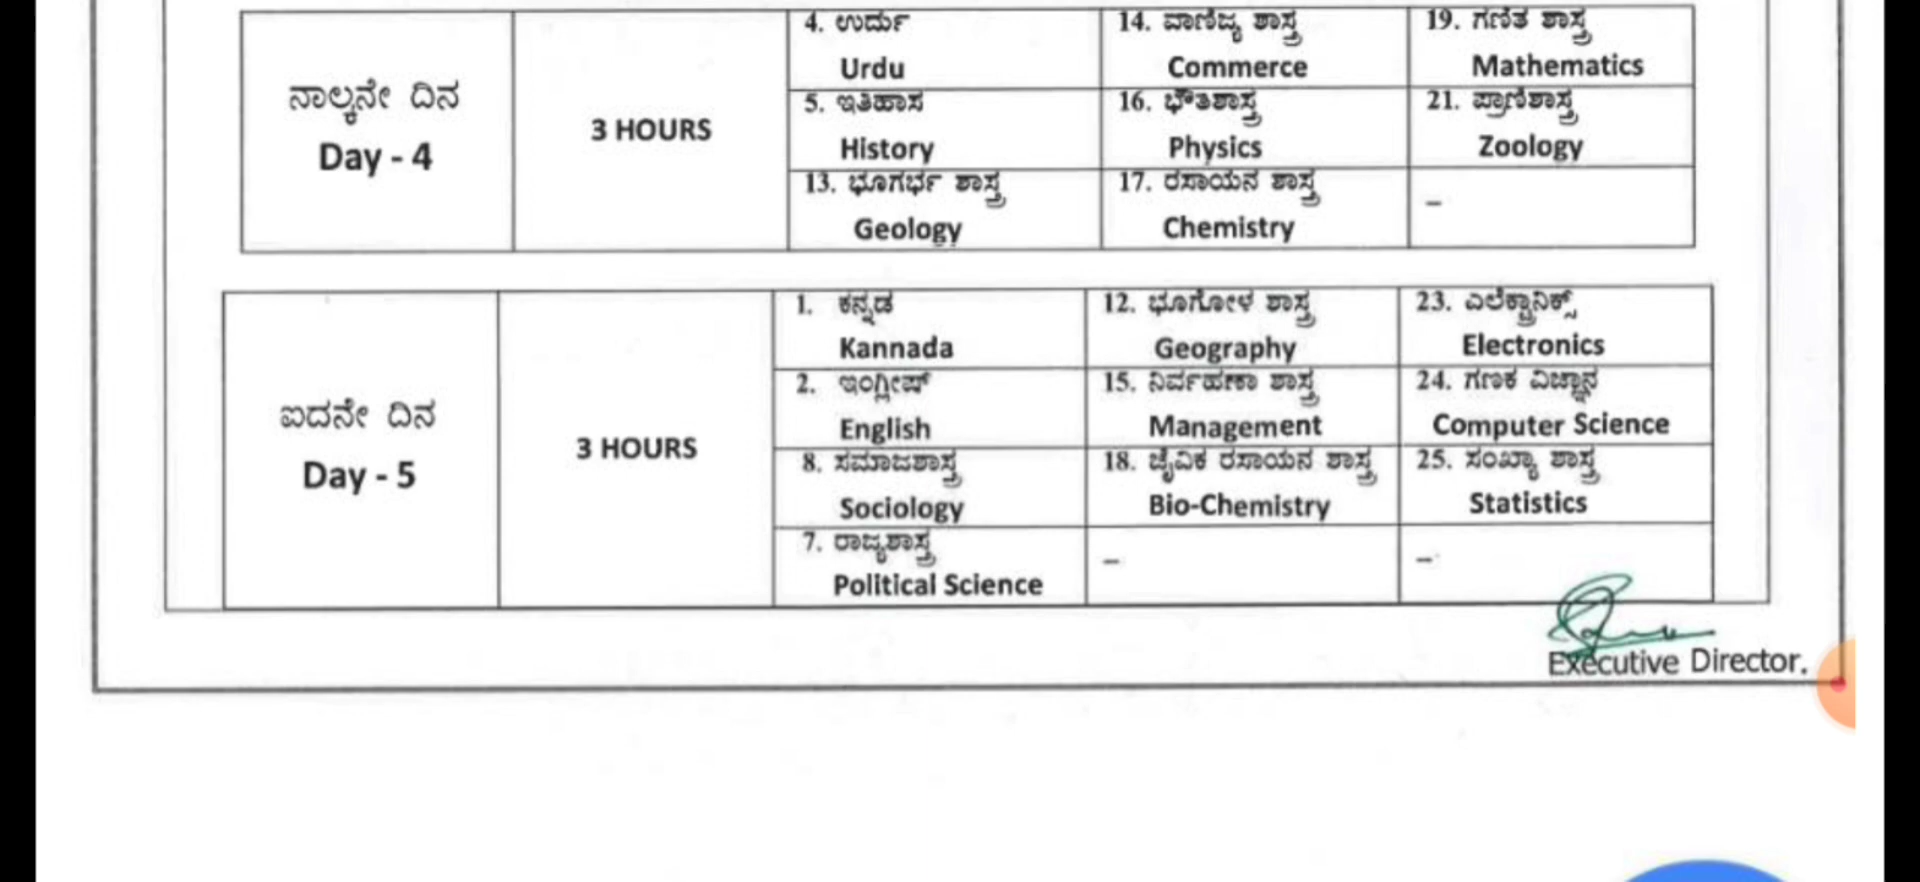 4. ಉರ್ದು
Urdu
14. ವಾಣಿಜ್ಯ ಶಾಸ್ತ್ರ
Commerce
19. ಗಣಿತ ಶಾಸ್ತ್ರ
Mathematics
ನಾಲ್ಕನೇ ದಿನ
Day - 4
3 HOURS
5. ಇತಿಹಾಸ
History
16. ಭೌತಶಾಸ್ತ್ರ
Physics
21. ಪ್ರಾಣಿಶಾಸ್ತ್ರ
Zoology
13. ಭೂಗರ್ಭ ಶಾಸ್ತ್ರ
Geology
17. ರಸಾಯನ ಶಾಸ್ತ್ರ
Chemistry
–
1. ಕನ್ನಡ
Kannada
12. ಭೂಗೋಳ ಶಾಸ್ತ್ರ
Geography
23. ಎಲೆಕ್ಟ್ರಾನಿಕ್ಸ್
Electronics
ಐದನೇ ದಿನ
Day - 5
3 HOURS
2. ಇಂಗ್ಲೀಷ್
English
15. ನಿರ್ವಹಣಾ ಶಾಸ್ತ್ರ
Management
24. ಗಣಕ ವಿಜ್ಞಾನ
Computer Science
8. ಸಮಾಜಶಾಸ್ತ್ರ
Sociology
18. ಜೈವಿಕ ರಸಾಯನ ಶಾಸ್ತ್ರ
Bio-Chemistry
25. ಸಂಖ್ಯಾ ಶಾಸ್ತ್ರ
Statistics
7. ರಾಜ್ಯಶಾಸ್ತ್ರ
Political Science
–
–
Executive Director.